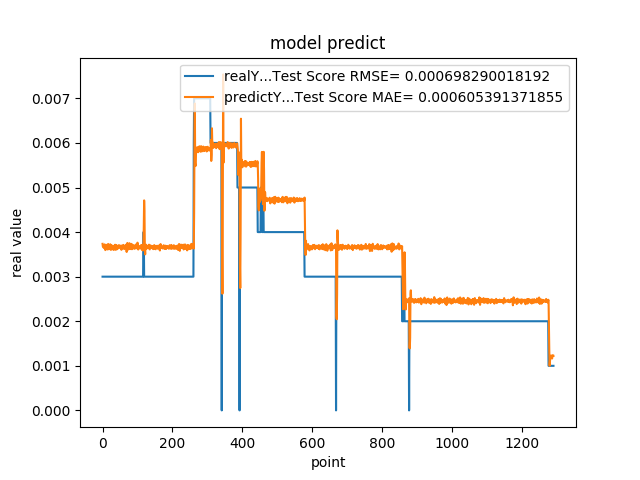 model predict
realY...Test Score RMSE= 0.000698290018192
predictY...Test Score MAE= 0.000605391371855
0.007
0.006
0.005
0.004
0.003
0.002
0.001
0.000
real value
0 200 400 600 800 1000 1200
point